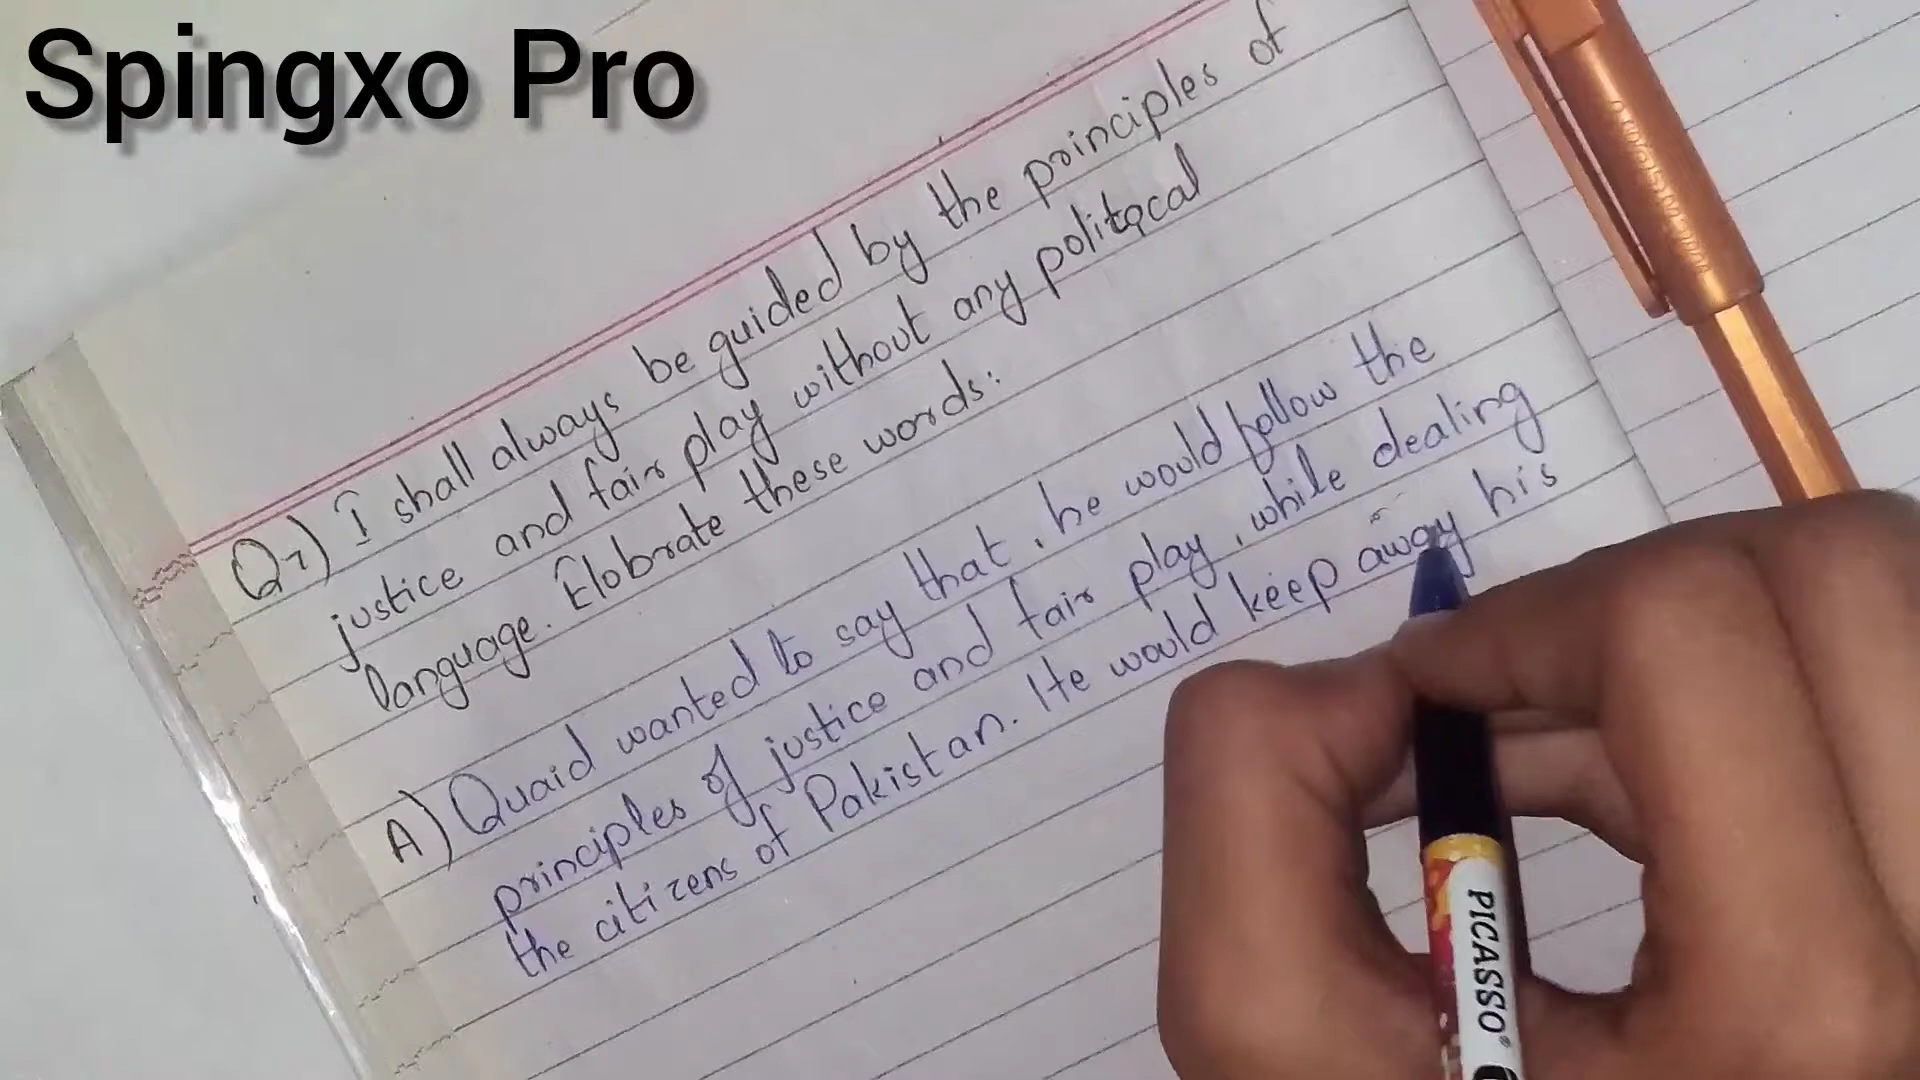 Spingxo Pro
Q1) I shall always be guided by the principles of
justice and fair play without any politacal
language. Elobrate these words:
A) Quaid wanted to say that, he would follow the
principles of justice and fair play, while dealing
the citizens of Pakistan. He would keep away his
PICASSO